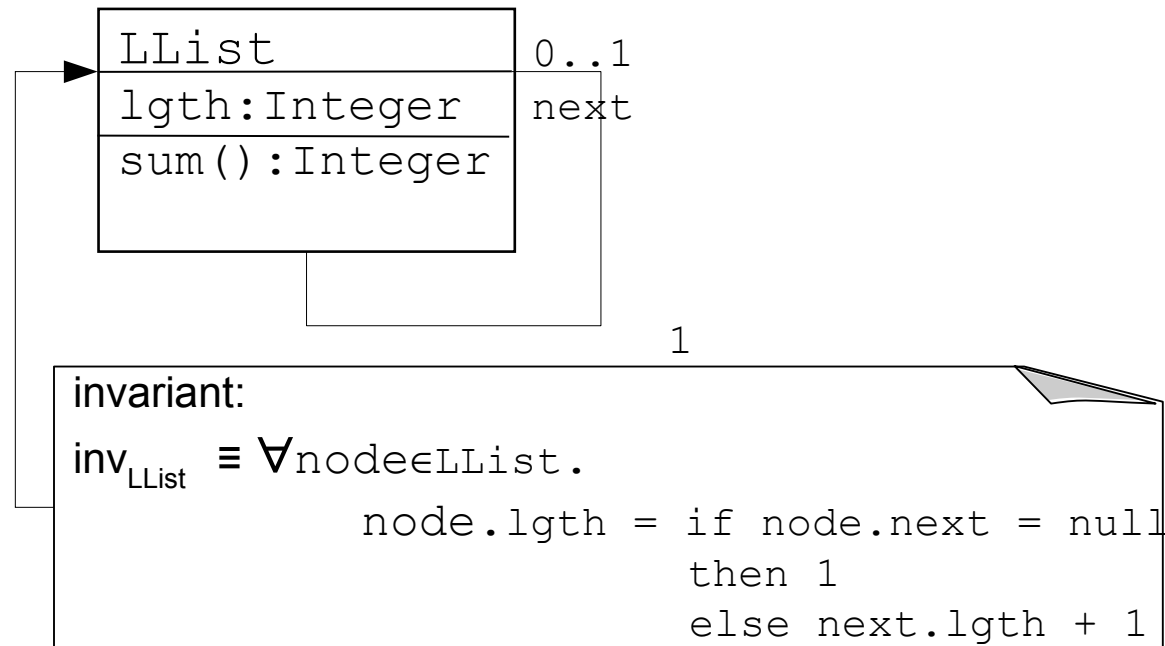 LList
0..1
lgth:Integer
next
sum():Integer
1
invariant:
inv_LList ≡ ∀node∈LList.
node.lgth = if node.next = null
then 1
else next.lgth + 1